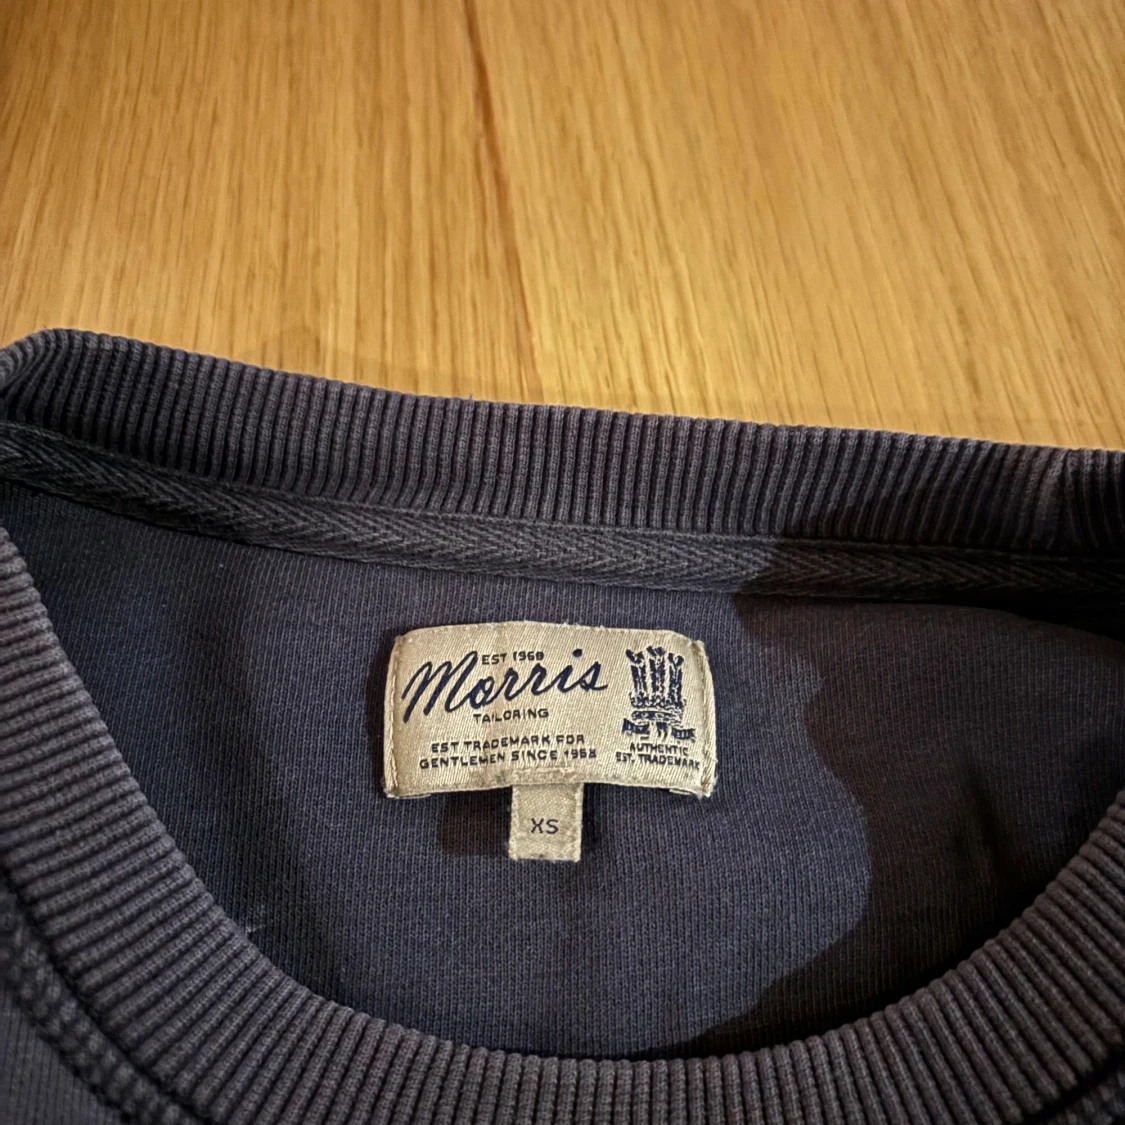 EST 1968
Morris
TAILORING
EST TRADEMARK FOR
GENTLEMEN SINCE 1968
AUTHENTIC
EST. TRADEMARK
XS